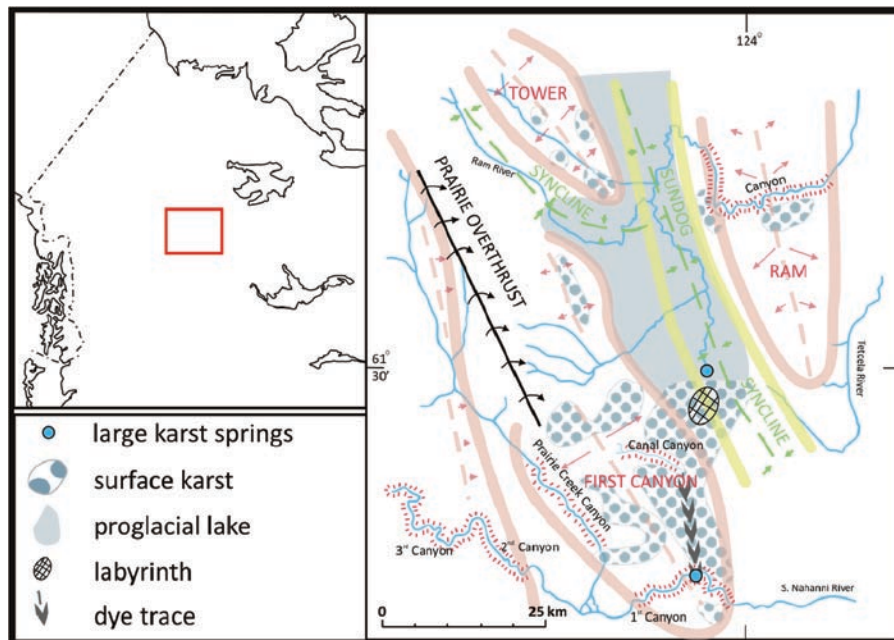 124°
TOWER
Ram River
SYNCLINE
SUNDOG
Canyon
PRAIRIE OVERTHRUST
RAM
Tetcela River
61°
30'
SYNCLINE
Canal Canyon
FIRST CANYON
Prairie Creek Canyon
3rd Canyon
2nd Canyon
1st Canyon
S. Nahanni River
0
25 km
large karst springs
surface karst
proglacial lake
labyrinth
dye trace